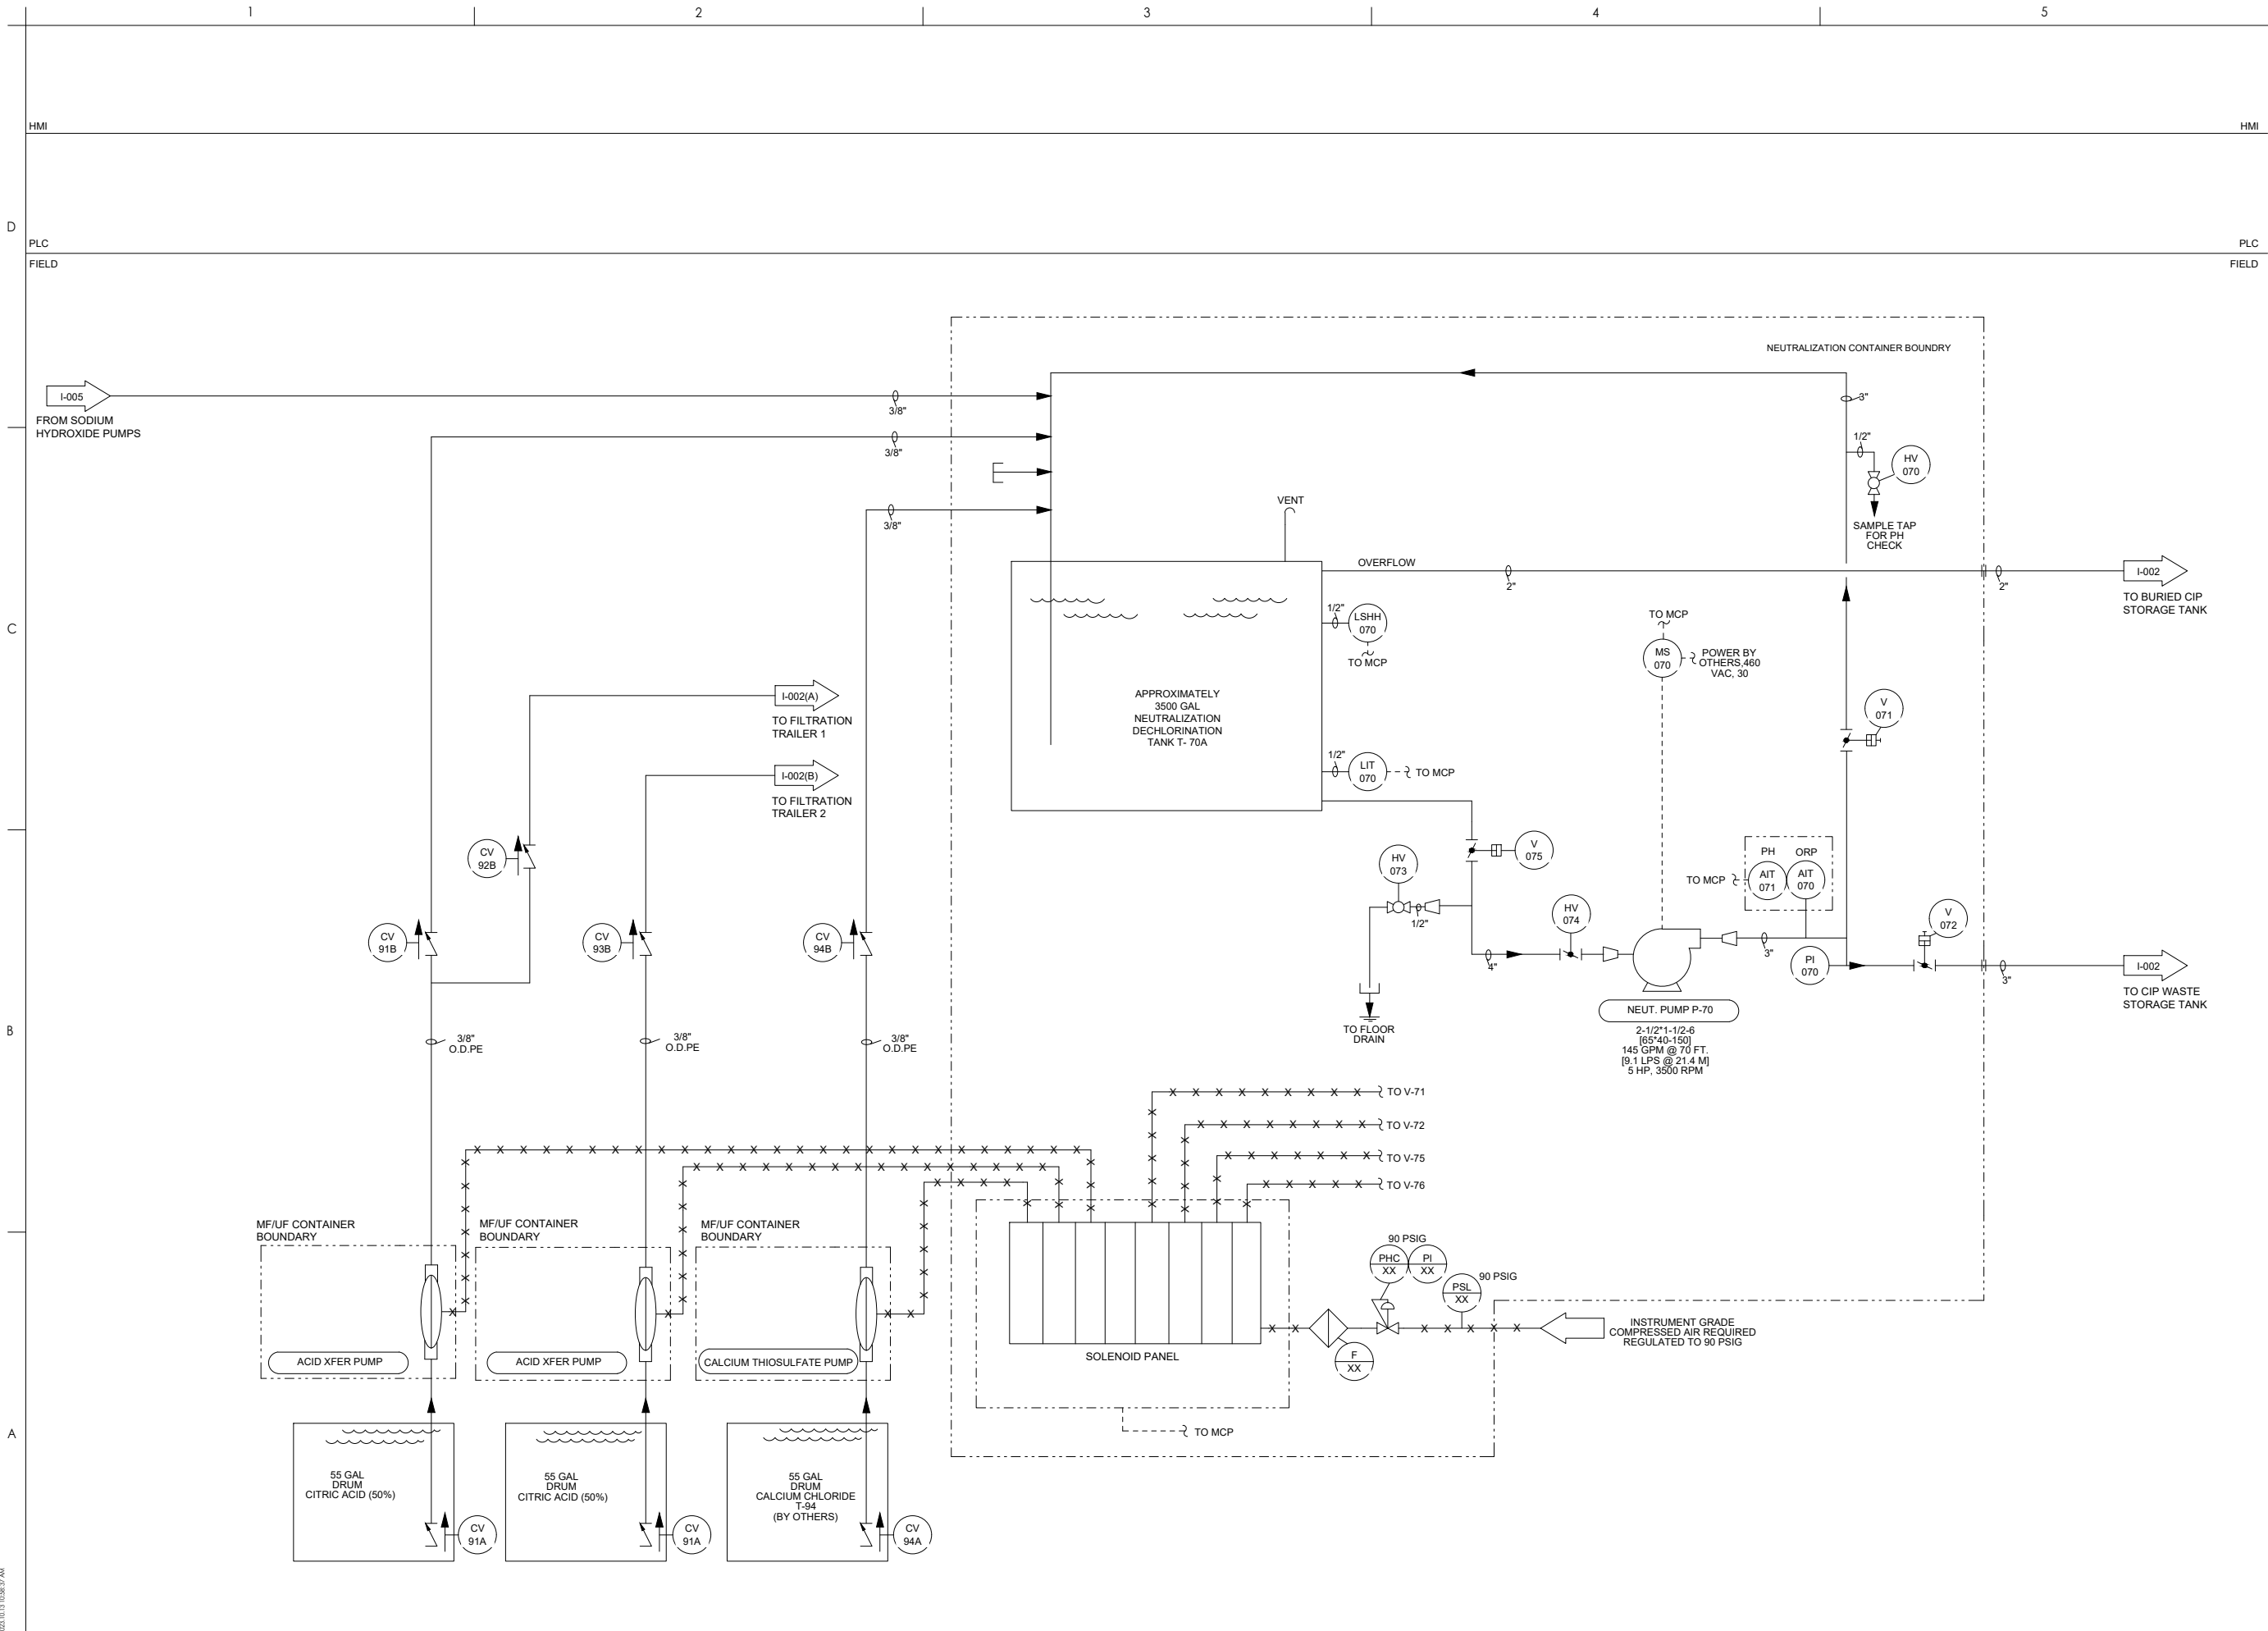 1
2
3
4
5
HMI
HMI
D
PLC
PLC
FIELD
FIELD
NEUTRALIZATION CONTAINER BOUNDRY
I-005
FROM SODIUM
HYDROXIDE PUMPS
3/8"
3"
3/8"
1/2"
HV
070
VENT
3/8"
SAMPLE TAP
FOR PH
CHECK
OVERFLOW
2"
2"
I-002
TO BURIED CIP
STORAGE TANK
C
1/2"
LSHH
070
TO MCP
TO MCP
MS
070
POWER BY
OTHERS,460
VAC, 30
I-002(A)
TO FILTRATION
TRAILER 1
APPROXIMATELY
3500 GAL
NEUTRALIZATION
DECHLORINATION
TANK T- 70A
V
071
I-002(B)
TO FILTRATION
TRAILER 2
1/2"
LIT
070
TO MCP
CV
92B
HV
073
V
075
1/2"
TO MCP
PH
ORP
AIT
071
AIT
070
CV
91B
CV
93B
CV
94B
HV
074
4"
3"
PI
070
V
072
3"
I-002
TO CIP WASTE
STORAGE TANK
B
3/8"
O.D.PE
3/8"
O.D.PE
3/8"
O.D.PE
TO FLOOR
DRAIN
NEUT. PUMP P-70
2-1/2"1-1/2-6
[65*40-150]
145 GPM @ 70 FT.
[9.1 LPS @ 21.4 M]
5 HP, 3500 RPM
TO V-71
TO V-72
TO V-75
TO V-76
MF/UF CONTAINER
BOUNDARY
MF/UF CONTAINER
BOUNDARY
MF/UF CONTAINER
BOUNDARY
90 PSIG
PHC
XX
PI
XX
PSL
XX
90 PSIG
INSTRUMENT GRADE
COMPRESSED AIR REQUIRED
REGULATED TO 90 PSIG
ACID XFER PUMP
ACID XFER PUMP
CALCIUM THIOSULFATE PUMP
SOLENOID PANEL
F
XX
A
TO MCP
55 GAL
DRUM
CITRIC ACID (50%)
55 GAL
DRUM
CITRIC ACID (50%)
55 GAL
DRUM
CALCIUM CHLORIDE
T-94
(BY OTHERS)
CV
91A
CV
91A
CV
94A